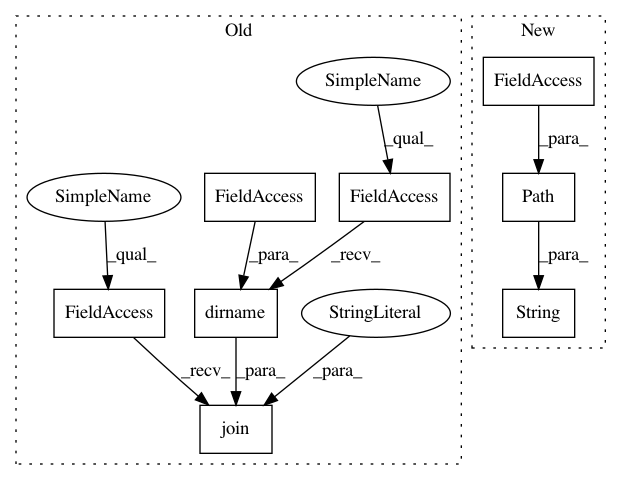 Old
New
SimpleName
FieldAccess
_qual_
_para_
SimpleName
FieldAccess
FieldAccess
Path
_qual_
_para_
_recv_
_para_
FieldAccess
dirname
StringLiteral
String
_recv_
_para_
_para_
join